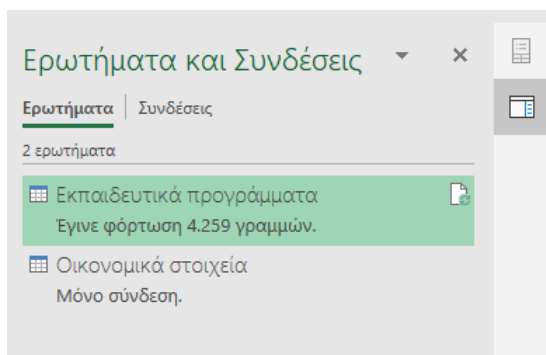 Ερωτήματα και Συνδέσεις
Ερωτήματα Συνδέσεις
2 ερωτήματα
Εκπαιδευτικά προγράμματα
Έγινε φόρτωση 4.259 γραμμών.
Οικονομικά στοιχεία
Μόνο σύνδεση.